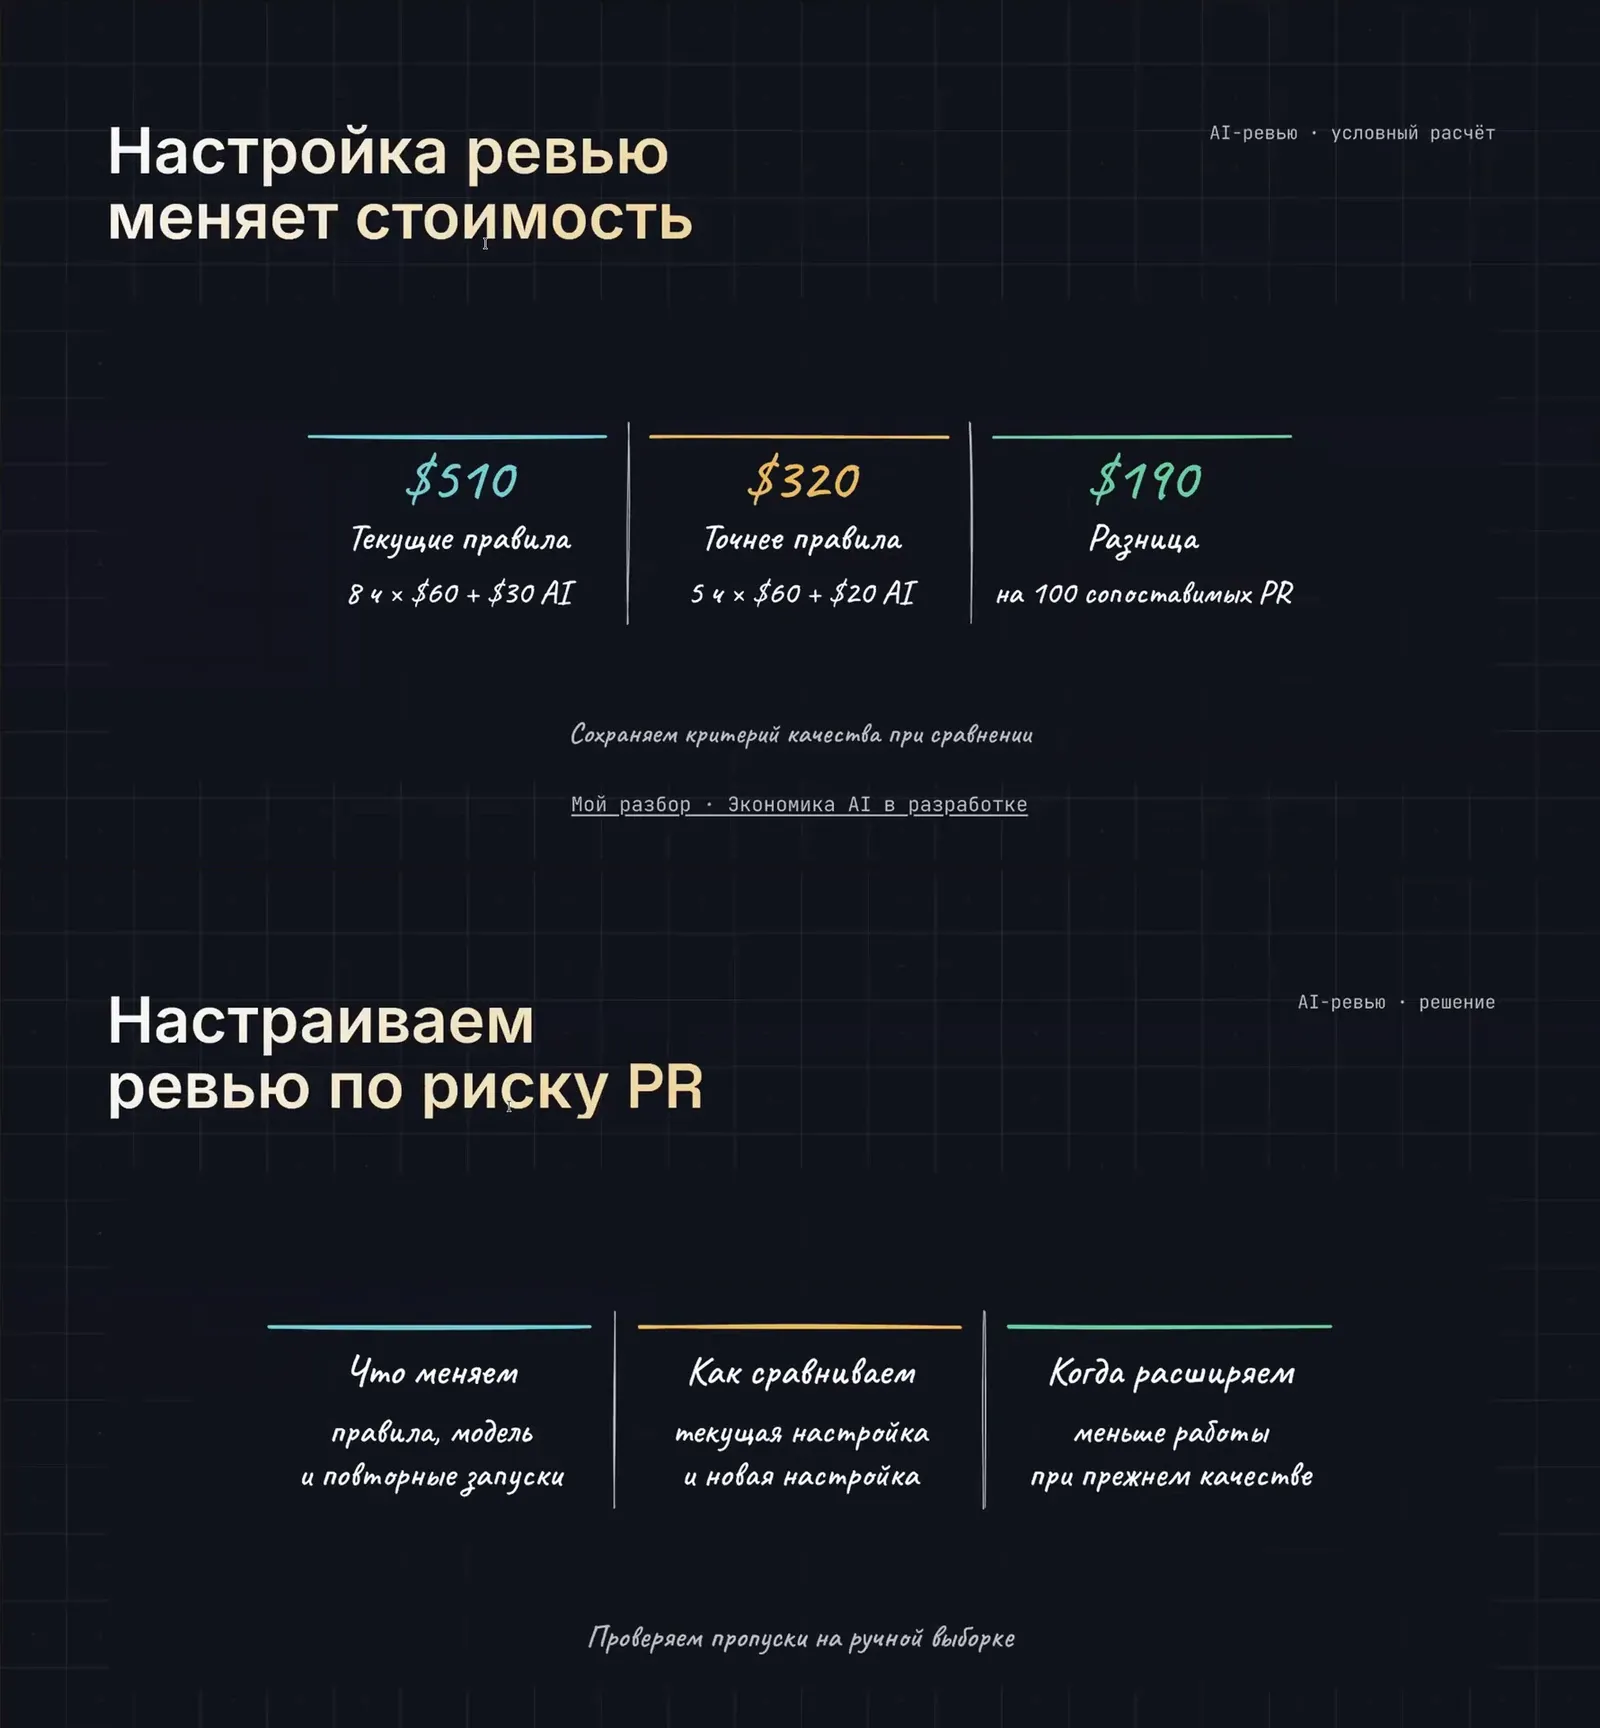 Настройка ревью
меняет стоимость
AI-ревью · условный расчёт
$510
Текущие правила
8 ч × $60 + $30 AI
$320
Точнее правила
5 ч × $60 + $20 AI
$190
Разница
на 100 сопоставимых PR
Сохраняем критерий качества при сравнении
Мой разбор · Экономика AI в разработке
Настраиваем
ревью по риску PR
AI-ревью · решение
Что меняем
правила, модель
и повторные запуски
Как сравниваем
текущая настройка
и новая настройка
Когда расширяем
меньше работы
при прежнем качестве
Проверяем пропуски на ручной выборке